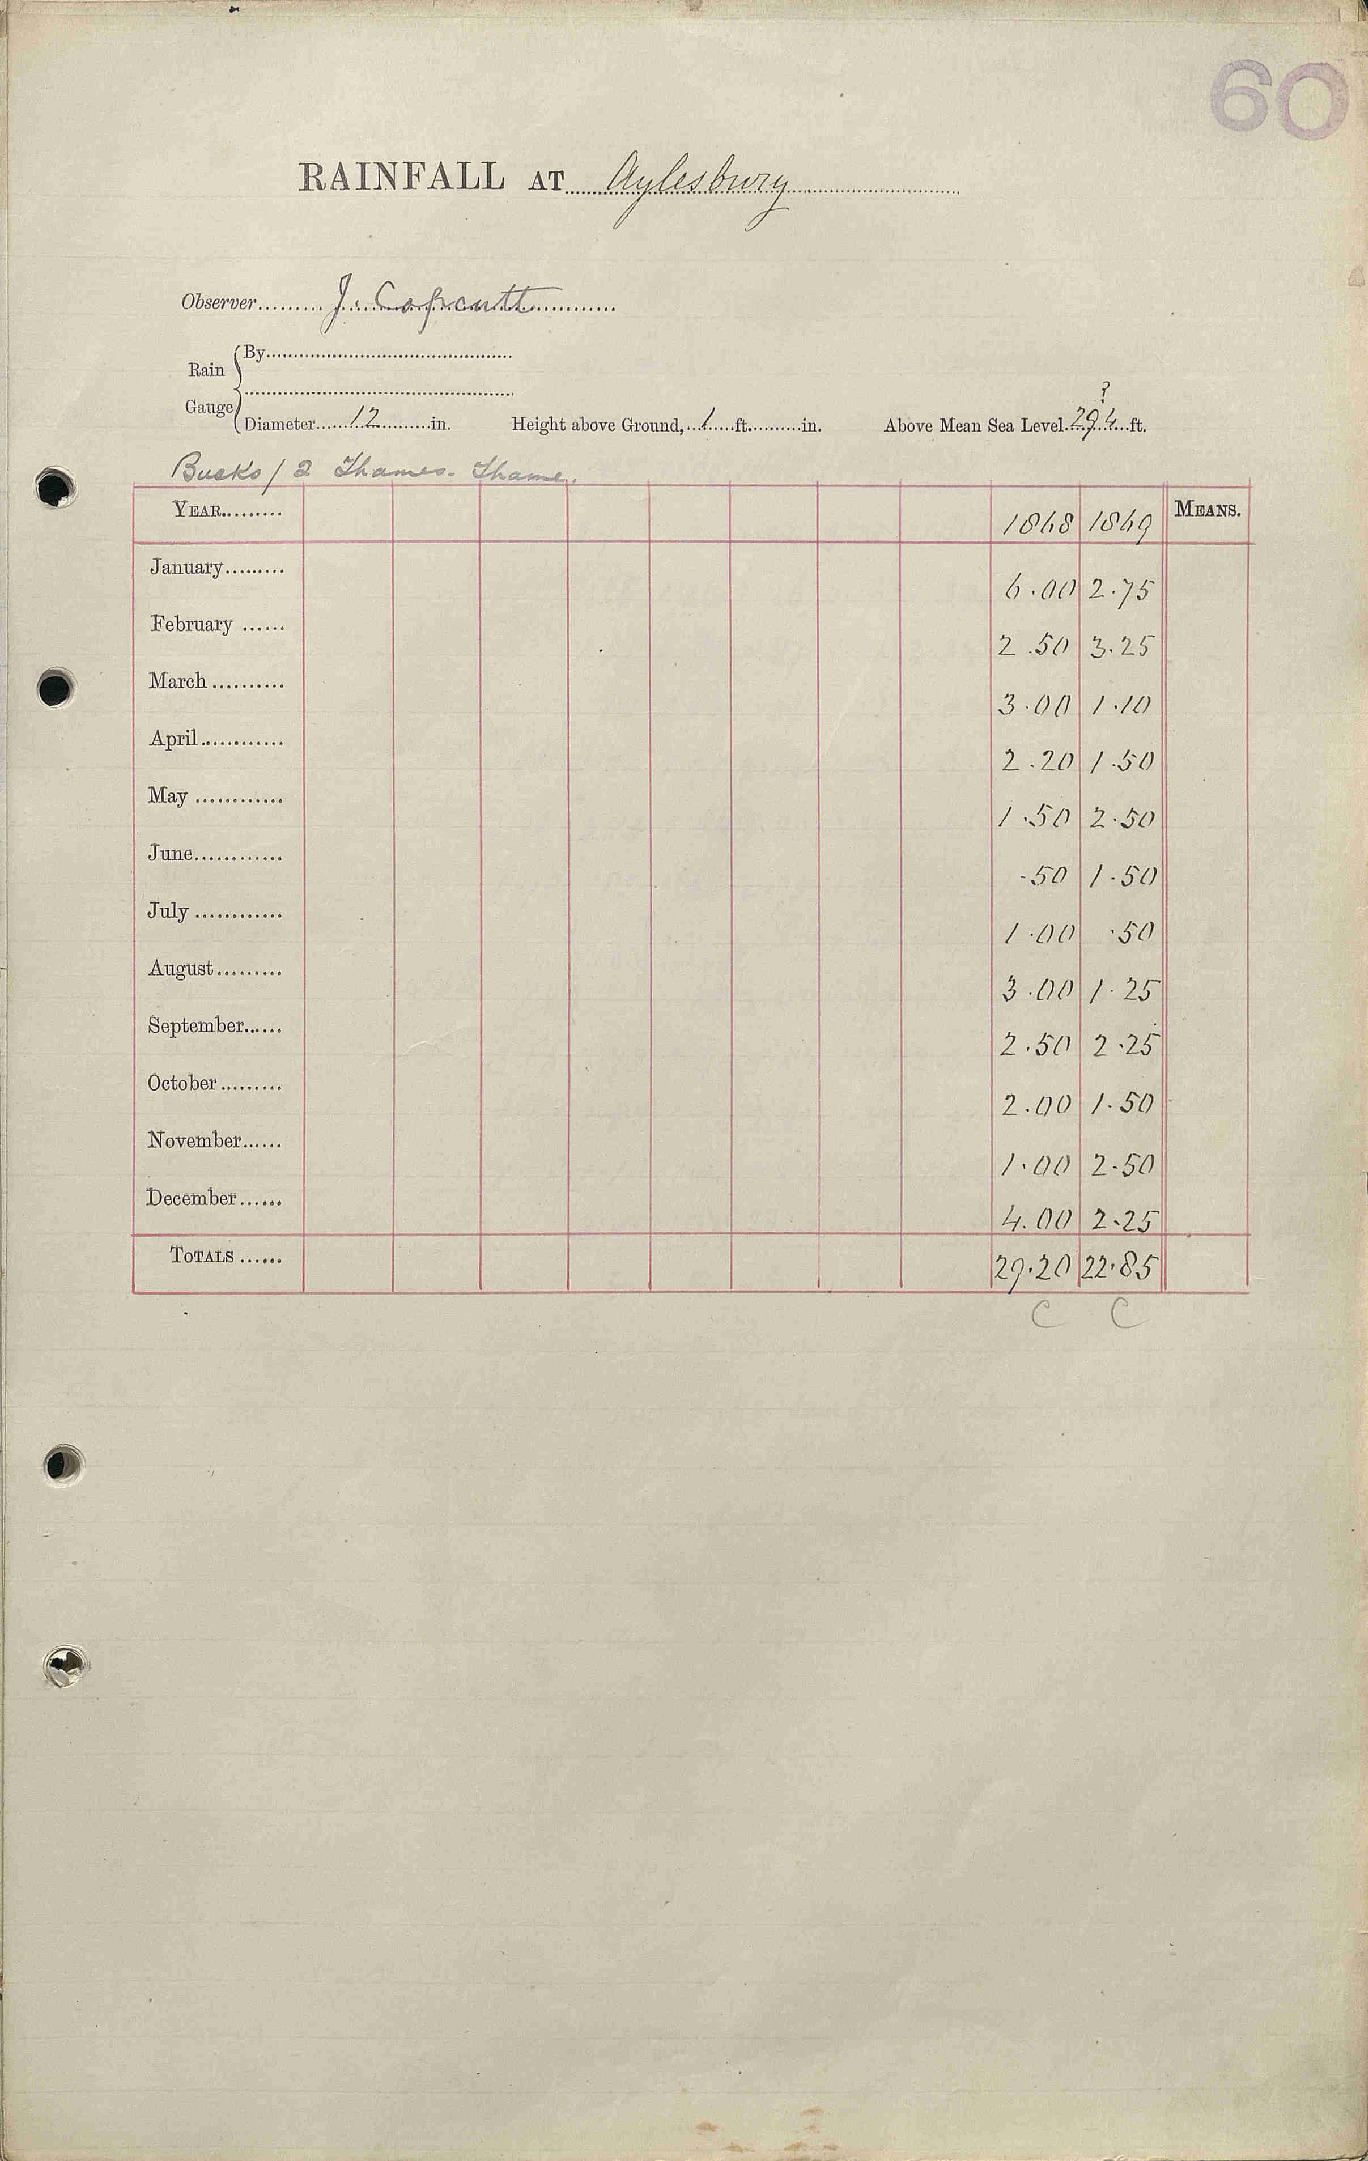 60
RAINFALL AT Aylesbury
Observer......... J. Copcutt
Rain Gauge
By
Diameter 12 in. Height above Ground, 1 ft. in. Above Mean Sea Level 294 ? ft.
Bucks / 2 Thames - Thame.
YEAR......... 1868 1869 MEANS.
January......... 6.00 2.75
February ...... 2.50 3.25
March .......... 3.00 1.10
April............ 2.20 1.50
May ............ 1.50 2.50
June............ .50 1.50
July ............ 1.00 .50
August......... 3.00 1.25
September...... 2.50 2.25
October ......... 2.00 1.50
November...... 1.00 2.50
December ...... 4.00 2.25
TOTALS ...... 29.20 22.85
C C